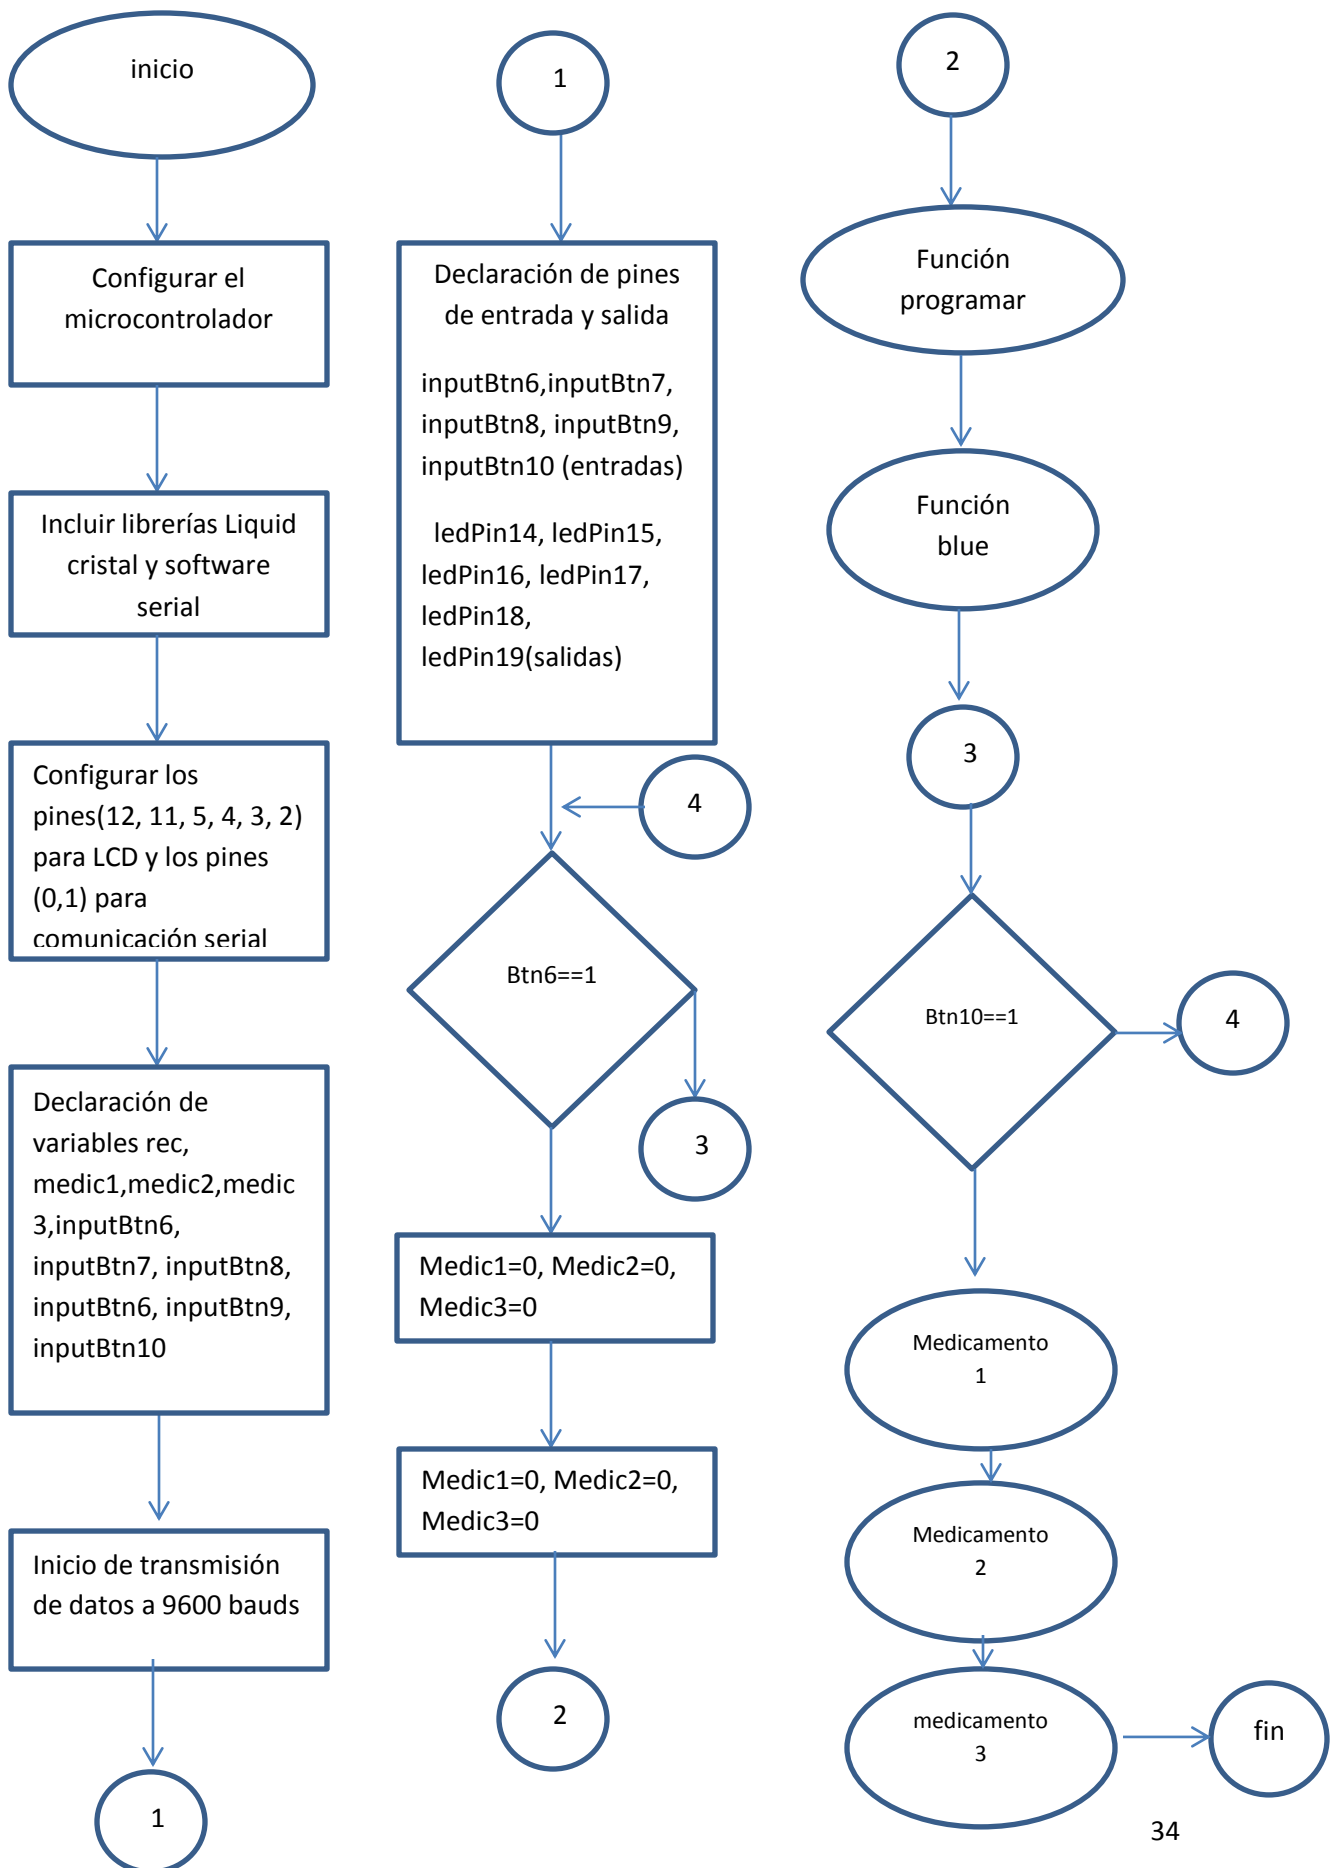 inicio
Configurar el
microcontrolador
Incluir librerías Liquid
cristal y software
serial
Configurar los
pines(12, 11, 5, 4, 3, 2)
para LCD y los pines
(0,1) para
comunicación serial
Declaración de
variables rec,
medic1,medic2,medic
3,inputBtn6,
inputBtn7, inputBtn8,
inputBtn6, inputBtn9,
inputBtn10
Inicio de transmisión
de datos a 9600 bauds
1
1
Declaración de pines
de entrada y salida
inputBtn6,inputBtn7,
inputBtn8, inputBtn9,
inputBtn10 (entradas)
ledPin14, ledPin15,
ledPin16, ledPin17,
ledPin18,
ledPin19(salidas)
4
Btn6==1
3
Medic1=0, Medic2=0,
Medic3=0
Medic1=0, Medic2=0,
Medic3=0
2
2
Función
programar
Función
blue
3
Btn10==1
4
Medicamento
1
Medicamento
2
medicamento
3
fin
34